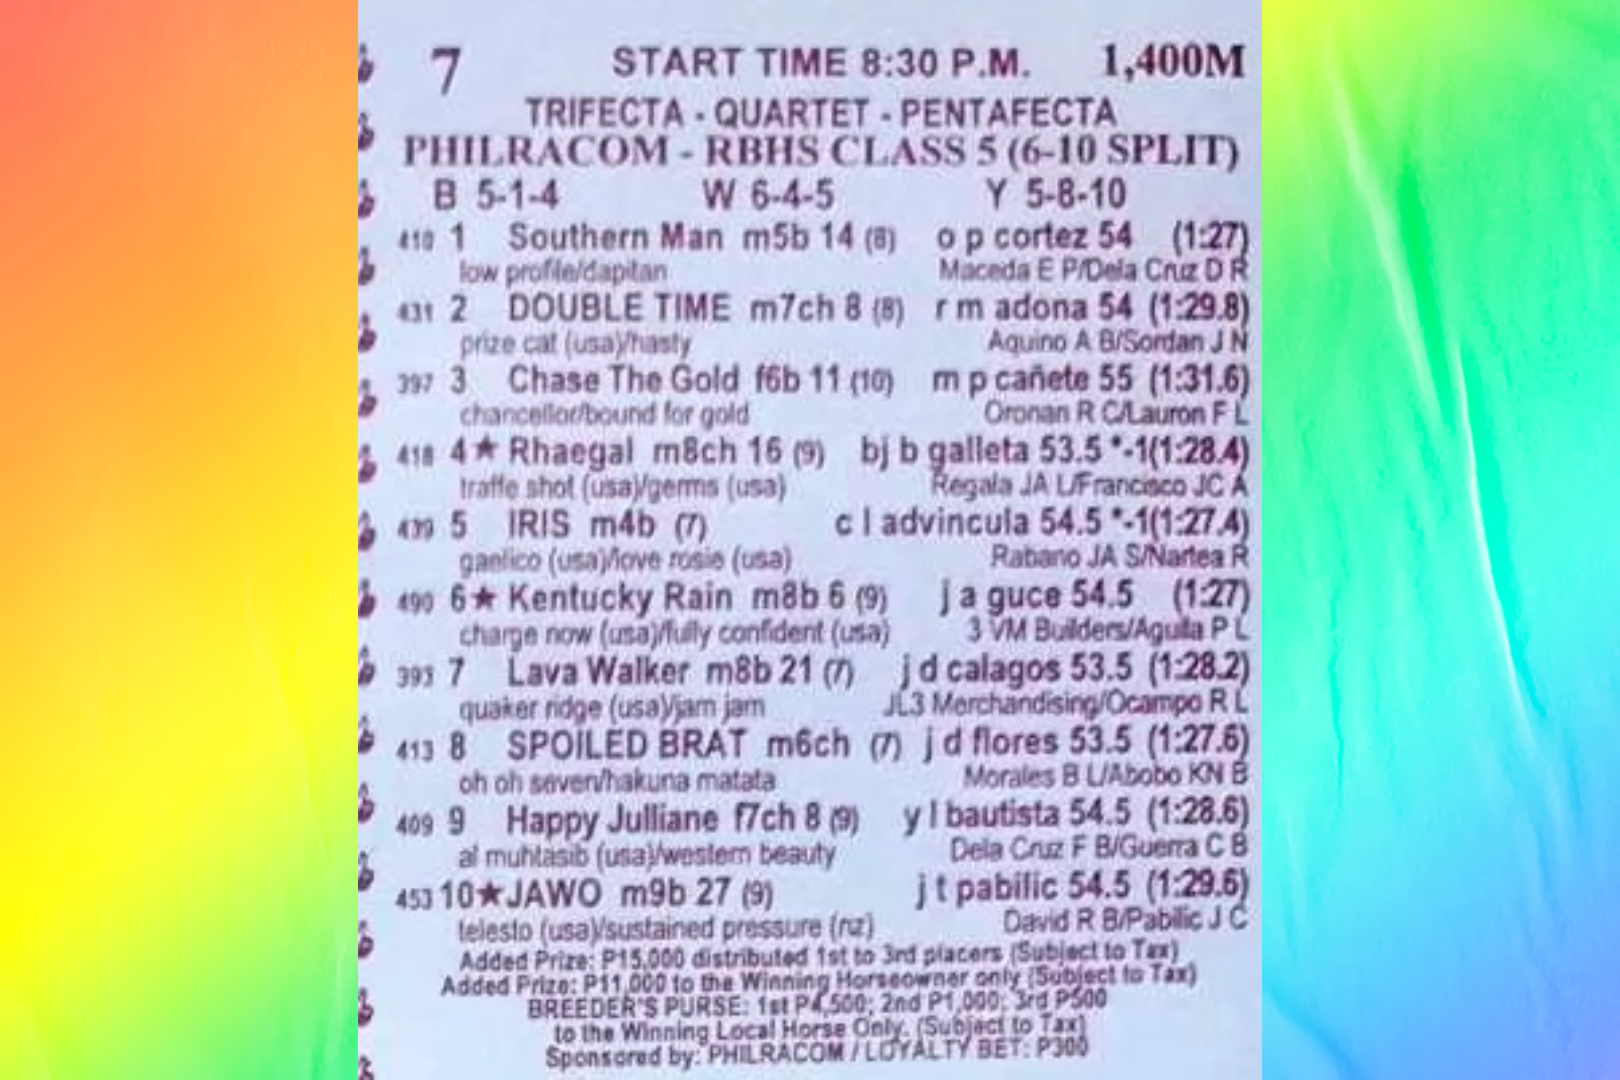 7 START TIME 8:30 P.M. 1,400M
TRIFECTA - QUARTET - PENTAFECTA
PHILRACOM - RBHS CLASS 5 (6-10 SPLIT)
B 5-1-4 W 6-4-5 Y 5-8-10
410 1 Southern Man m5b 14 (8) o p cortez 54 (1:27)
low profile/dapitan Maceda E P/Dela Cruz D R
431 2 DOUBLE TIME m7ch 8 (8) r m adona 54 (1:29.8)
prize cat (usa)/hasty Aquino A B/Sordan J N
397 3 Chase The Gold f6b 11 (10) m p cañete 55 (1:31.6)
chancellor/bound for gold Oronan R C/Lauron F L
418 4★ Rhaegal m8ch 16 (9) bj b galleta 53.5 *-1(1:28.4)
traffe shot (usa)/germs (usa) Regala JA L/Francisco JC A
439 5 IRIS m4b (7) c l advincula 54.5 *-1(1:27.4)
gaelico (usa)/love rosie (usa) Rabano JA S/Nartea R
490 6★ Kentucky Rain m8b 6 (9) j a guce 54.5 (1:27)
charge now (usa)/fully confident (usa) 3 VM Builders/Aguila P L
393 7 Lava Walker m8b 21 (7) j d calagos 53.5 (1:28.2)
quaker ridge (usa)/jam jam JL3 Merchandising/Ocampo R L
413 8 SPOILED BRAT m6ch (7) j d flores 53.5 (1:27.6)
oh oh seven/hakuna matata Morales B L/Abobo KN B
409 9 Happy Julliane f7ch 8 (9) y l bautista 54.5 (1:28.6)
al muhtasib (usa)/western beauty Dela Cruz F B/Guerra C B
453 10★JAWO m9b 27 (9) j t pabilic 54.5 (1:29.6)
telesto (usa)/sustained pressure (nz) David R B/Pabilic J C
Added Prize: P15,000 distributed 1st to 3rd placers (Subject to Tax)
Added Prize: P11,000 to the Winning Horseowner only (Subject to Tax)
BREEDER'S PURSE: 1st P4,500; 2nd P1,000; 3rd P500
to the Winning Local Horse Only. (Subject to Tax)
Sponsored by: PHILRACOM / LOYALTY BET: P300